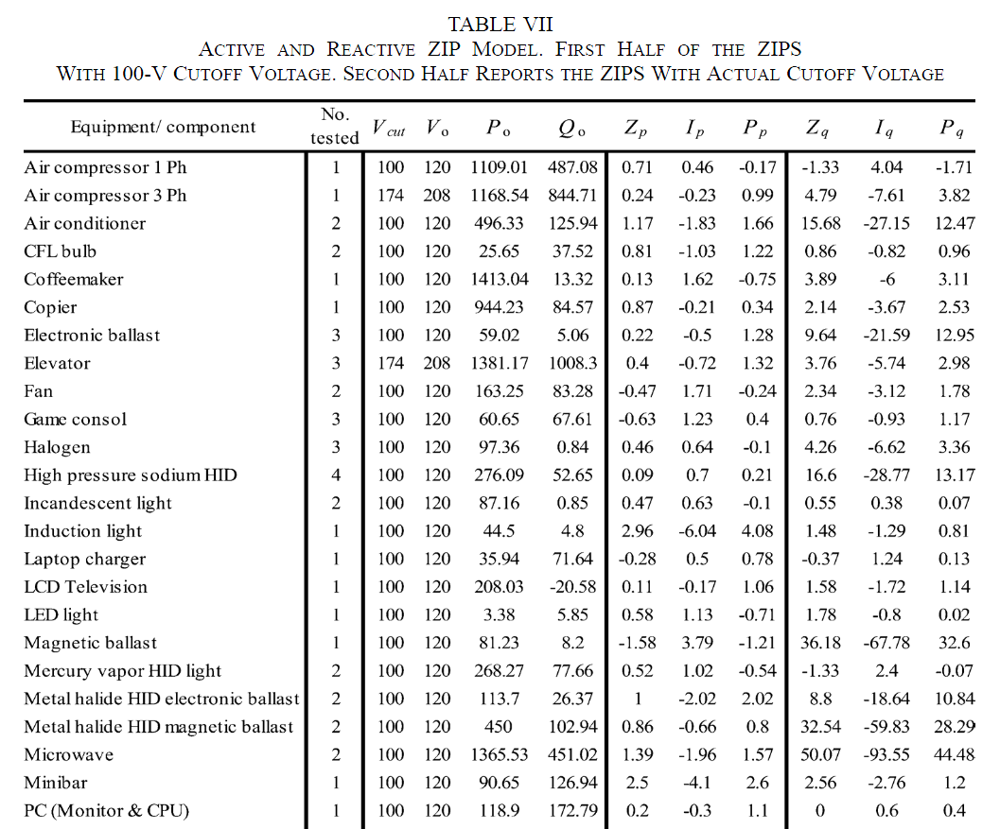 TABLE VII
ACTIVE AND REACTIVE ZIP MODEL. FIRST HALF OF THE ZIPS
WITH 100-V CUTOFF VOLTAGE. SECOND HALF REPORTS THE ZIPS WITH ACTUAL CUTOFF VOLTAGE
Equipment/ component No. tested Vcut Vo Po Qo Zp Ip Pp Zq Iq Pq
Air compressor 1 Ph 1 100 120 1109.01 487.08 0.71 0.46 -0.17 -1.33 4.04 -1.71
Air compressor 3 Ph 1 174 208 1168.54 844.71 0.24 -0.23 0.99 4.79 -7.61 3.82
Air conditioner 2 100 120 496.33 125.94 1.17 -1.83 1.66 15.68 -27.15 12.47
CFL bulb 2 100 120 25.65 37.52 0.81 -1.03 1.22 0.86 -0.82 0.96
Coffeemaker 1 100 120 1413.04 13.32 0.13 1.62 -0.75 3.89 -6 3.11
Copier 1 100 120 944.23 84.57 0.87 -0.21 0.34 2.14 -3.67 2.53
Electronic ballast 3 100 120 59.02 5.06 0.22 -0.5 1.28 9.64 -21.59 12.95
Elevator 3 174 208 1381.17 1008.3 0.4 -0.72 1.32 3.76 -5.74 2.98
Fan 2 100 120 163.25 83.28 -0.47 1.71 -0.24 2.34 -3.12 1.78
Game consol 3 100 120 60.65 67.61 -0.63 1.23 0.4 0.76 -0.93 1.17
Halogen 3 100 120 97.36 0.84 0.46 0.64 -0.1 4.26 -6.62 3.36
High pressure sodium HID 4 100 120 276.09 52.65 0.09 0.7 0.21 16.6 -28.77 13.17
Incandescent light 2 100 120 87.16 0.85 0.47 0.63 -0.1 0.55 0.38 0.07
Induction light 1 100 120 44.5 4.8 2.96 -6.04 4.08 1.48 -1.29 0.81
Laptop charger 1 100 120 35.94 71.64 -0.28 0.5 0.78 -0.37 1.24 0.13
LCD Television 1 100 120 208.03 -20.58 0.11 -0.17 1.06 1.58 -1.72 1.14
LED light 1 100 120 3.38 5.85 0.58 1.13 -0.71 1.78 -0.8 0.02
Magnetic ballast 1 100 120 81.23 8.2 -1.58 3.79 -1.21 36.18 -67.78 32.6
Mercury vapor HID light 2 100 120 268.27 77.66 0.52 1.02 -0.54 -1.33 2.4 -0.07
Metal halide HID electronic ballast 2 100 120 113.7 26.37 1 -2.02 2.02 8.8 -18.64 10.84
Metal halide HID magnetic ballast 2 100 120 450 102.94 0.86 -0.66 0.8 32.54 -59.83 28.29
Microwave 2 100 120 1365.53 451.02 1.39 -1.96 1.57 50.07 -93.55 44.48
Minibar 1 100 120 90.65 126.94 2.5 -4.1 2.6 2.56 -2.76 1.2
PC (Monitor & CPU) 1 100 120 118.9 172.79 0.2 -0.3 1.1 0 0.6 0.4